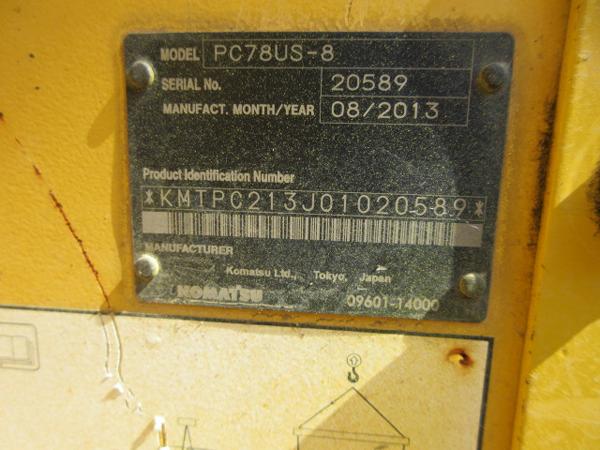 MODEL PC78US-8
SERIAL No. 20589
MANUFACT. MONTH/YEAR 08/2013
Product Identification Number
*KMTPC213J01020589*
MANUFACTURER
Komatsu Ltd., Tokyo, Japan
KOMATSU 09601-14000